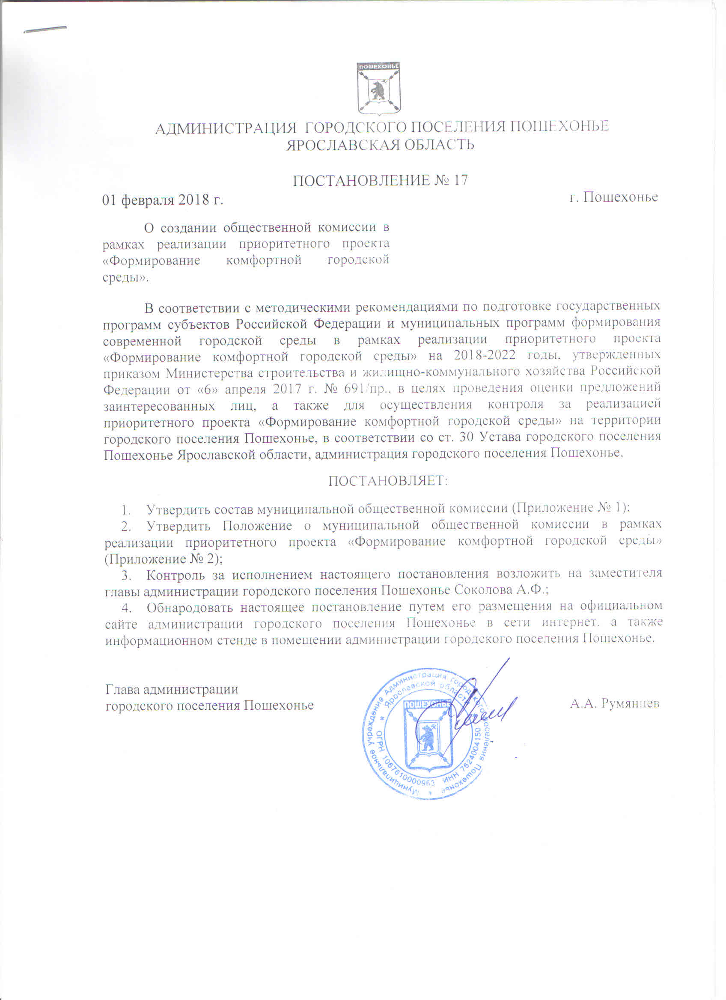 ПОШЕХОНЬЕ
АДМИНИСТРАЦИЯ ГОРОДСКОГО ПОСЕЛЕНИЯ ПОШЕХОНЬЕ
ЯРОСЛАВСКАЯ ОБЛАСТЬ
ПОСТАНОВЛЕНИЕ № 17
01 февраля 2018 г. г. Пошехонье
О создании общественной комиссии в
рамках реализации приоритетного проекта
«Формирование комфортной городской
среды».
В соответствии с методическими рекомендациями по подготовке государственных
программ субъектов Российской Федерации и муниципальных программ формирования
современной городской среды в рамках реализации приоритетного проекта
«Формирование комфортной городской среды» на 2018-2022 годы, утвержденных
приказом Министерства строительства и жилищно-коммунального хозяйства Российской
Федерации от «6» апреля 2017 г. № 691/пр., в целях проведения оценки предложений
заинтересованных лиц, а также для осуществления контроля за реализацией
приоритетного проекта «Формирование комфортной городской среды» на территории
городского поселения Пошехонье, в соответствии со ст. 30 Устава городского поселения
Пошехонье Ярославской области, администрация городского поселения Пошехонье,
ПОСТАНОВЛЯЕТ:
1. Утвердить состав муниципальной общественной комиссии (Приложение № 1);
2. Утвердить Положение о муниципальной общественной комиссии в рамках
реализации приоритетного проекта «Формирование комфортной городской среды»
(Приложение № 2);
3. Контроль за исполнением настоящего постановления возложить на заместителя
главы администрации городского поселения Пошехонье Соколова А.Ф.;
4. Обнародовать настоящее постановление путем его размещения на официальном
сайте администрации городского поселения Пошехонье в сети интернет, а также
информационном стенде в помещении администрации городского поселения Пошехонье.
Глава администрации
городского поселения Пошехонье А.А. Румянцев
* Муниципальное учреждение Администрация городского поселения Пошехонье
* Ярославской области *
ОГРН 1067610000963 ИНН 7624004150
ПОШЕХОНЬЕ